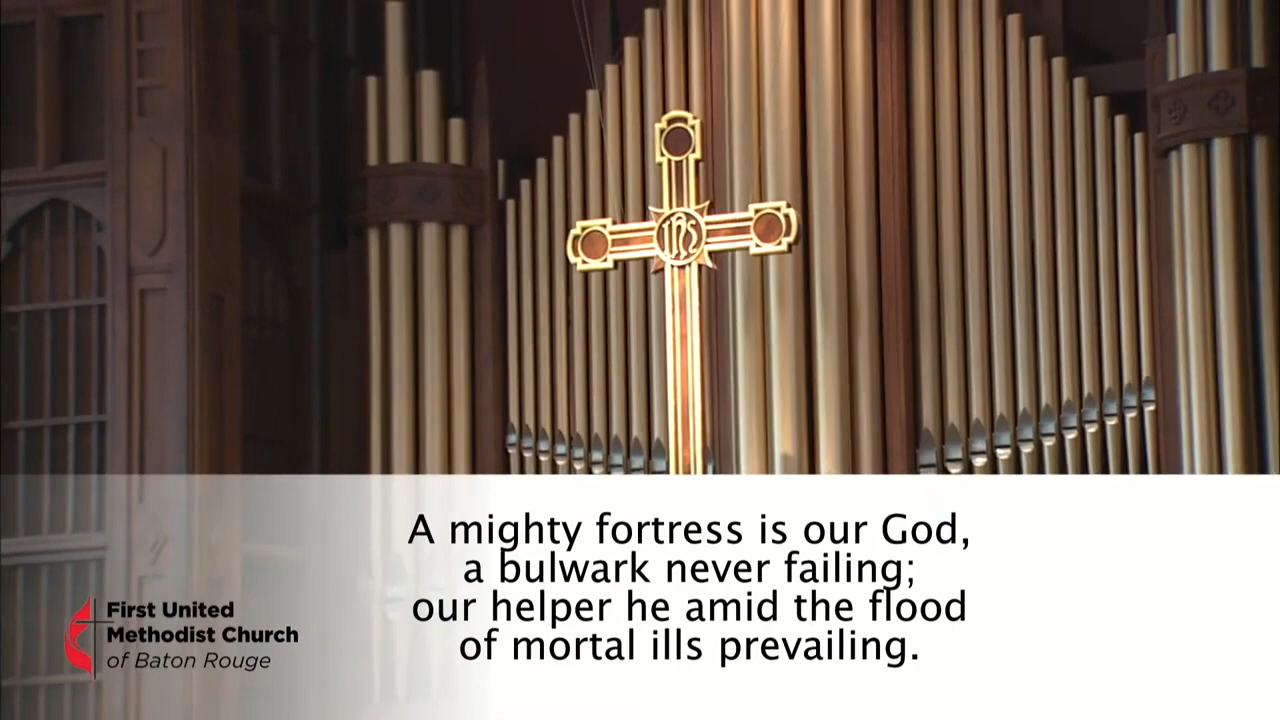 IHS
A mighty fortress is our God,
a bulwark never failing;
our helper he amid the flood
of mortal ills prevailing.
First United
Methodist Church
of Baton Rouge